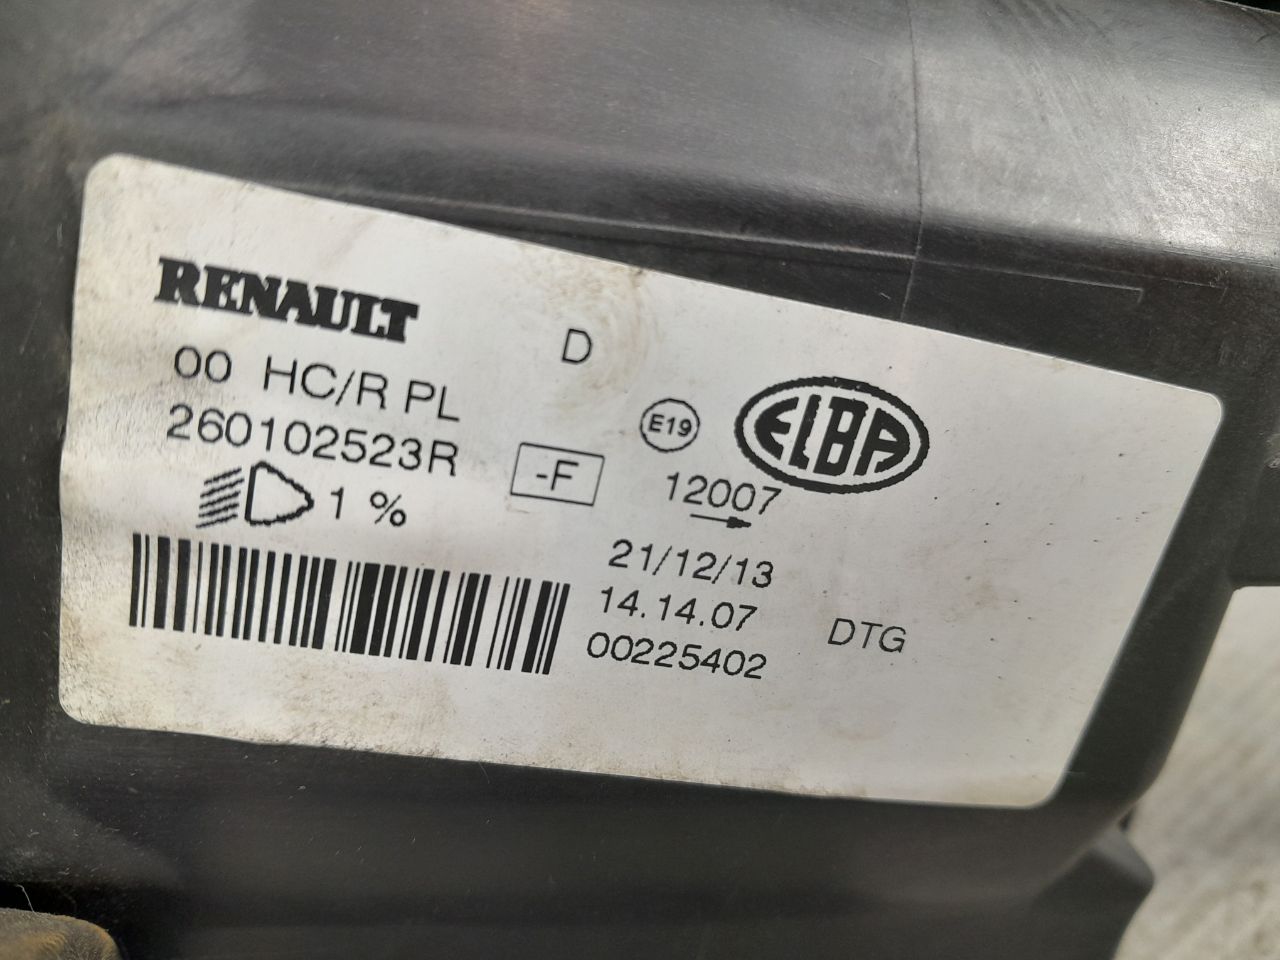 RENAULT
D
00 HC/R PL
260102523R
-F
E19
ELBA
12007
1 %
21/12/13
14.14.07
DTG
00225402